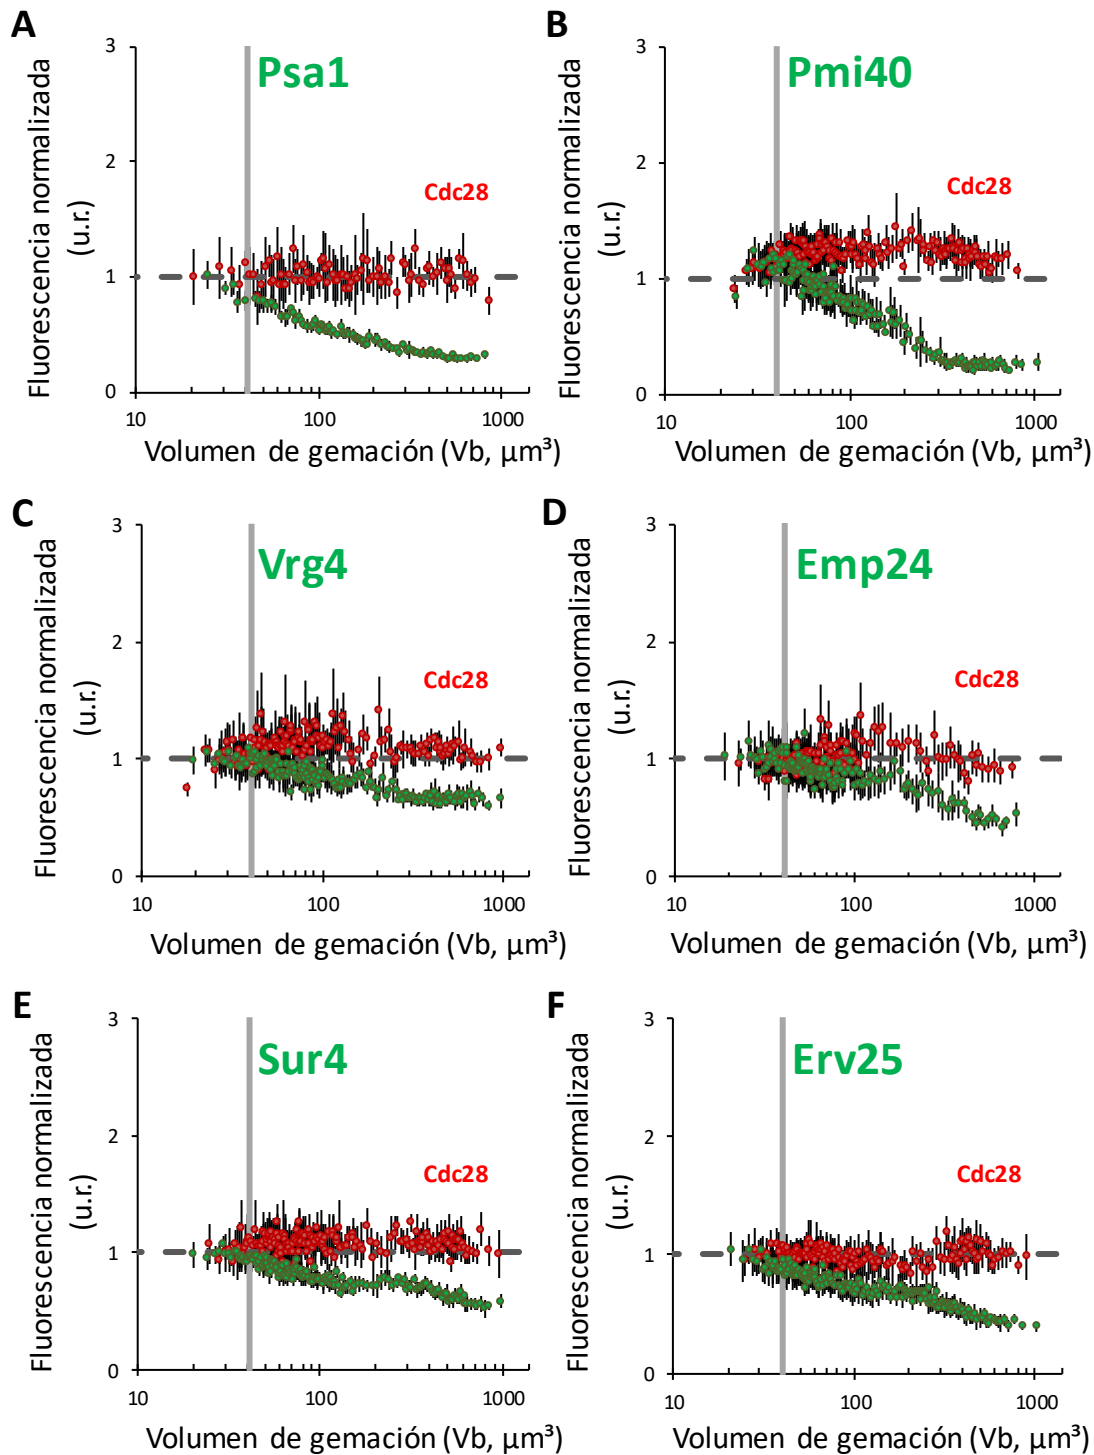 A
Fluorescencia normalizada
(u.r.)
3
2
1
0
Psa1
Cdc28
10
100
1000
Volumen de gemación (Vb, µm³)
B
Fluorescencia normalizada
(u.r.)
3
2
1
0
Pmi40
Cdc28
10
100
1000
Volumen de gemación (Vb, µm³)
C
Fluorescencia normalizada
(u.r.)
3
2
1
0
Vrg4
Cdc28
10
100
1000
Volumen de gemación (Vb, µm³)
D
Fluorescencia normalizada
(u.r.)
3
2
1
0
Emp24
Cdc28
10
100
1000
Volumen de gemación (Vb, µm³)
E
Fluorescencia normalizada
(u.r.)
3
2
1
0
Sur4
Cdc28
10
100
1000
Volumen de gemación (Vb, µm³)
F
Fluorescencia normalizada
(u.r.)
3
2
1
0
Erv25
Cdc28
10
100
1000
Volumen de gemación (Vb, µm³)